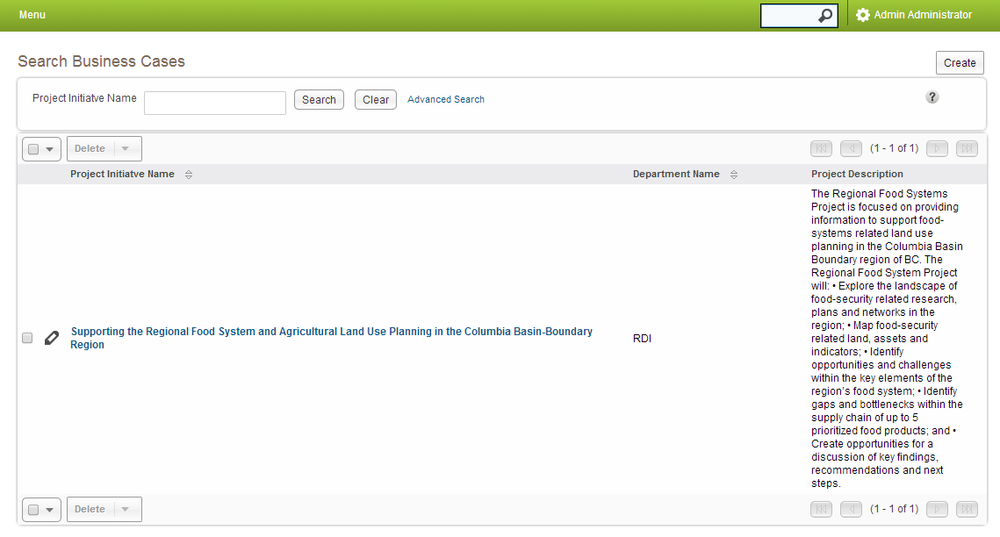 Menu
Admin Administrator
Search Business Cases
Create
Project Initiatve Name
Search
Clear
Advanced Search
?
Delete
(1 - 1 of 1)
Project Initiatve Name
Department Name
Project Description
Supporting the Regional Food System and Agricultural Land Use Planning in the Columbia Basin-Boundary
Region
RDI
The Regional Food Systems
Project is focused on providing
information to support food-
systems related land use
planning in the Columbia Basin
Boundary region of BC. The
Regional Food System Project
will: • Explore the landscape of
food-security related research,
plans and networks in the
region; • Map food-security
related land, assets and
indicators; • Identify
opportunities and challenges
within the key elements of the
region's food system; • Identify
gaps and bottlenecks within the
supply chain of up to 5
prioritized food products; and •
Create opportunities for a
discussion of key findings,
recommendations and next
steps.
Delete
(1 - 1 of 1)